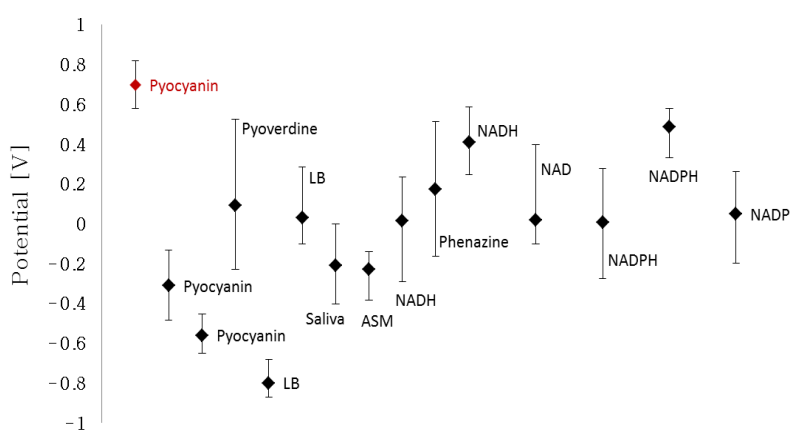 1
0.8
0.6
0.4
0.2
0
-0.2
-0.4
-0.6
-0.8
-1
Potential [V]
Pyocyanin
Pyocyanin
Pyocyanin
Pyoverdine
LB
LB
Saliva
ASM
NADH
Phenazine
NADH
NAD
NADPH
NADPH
NADP